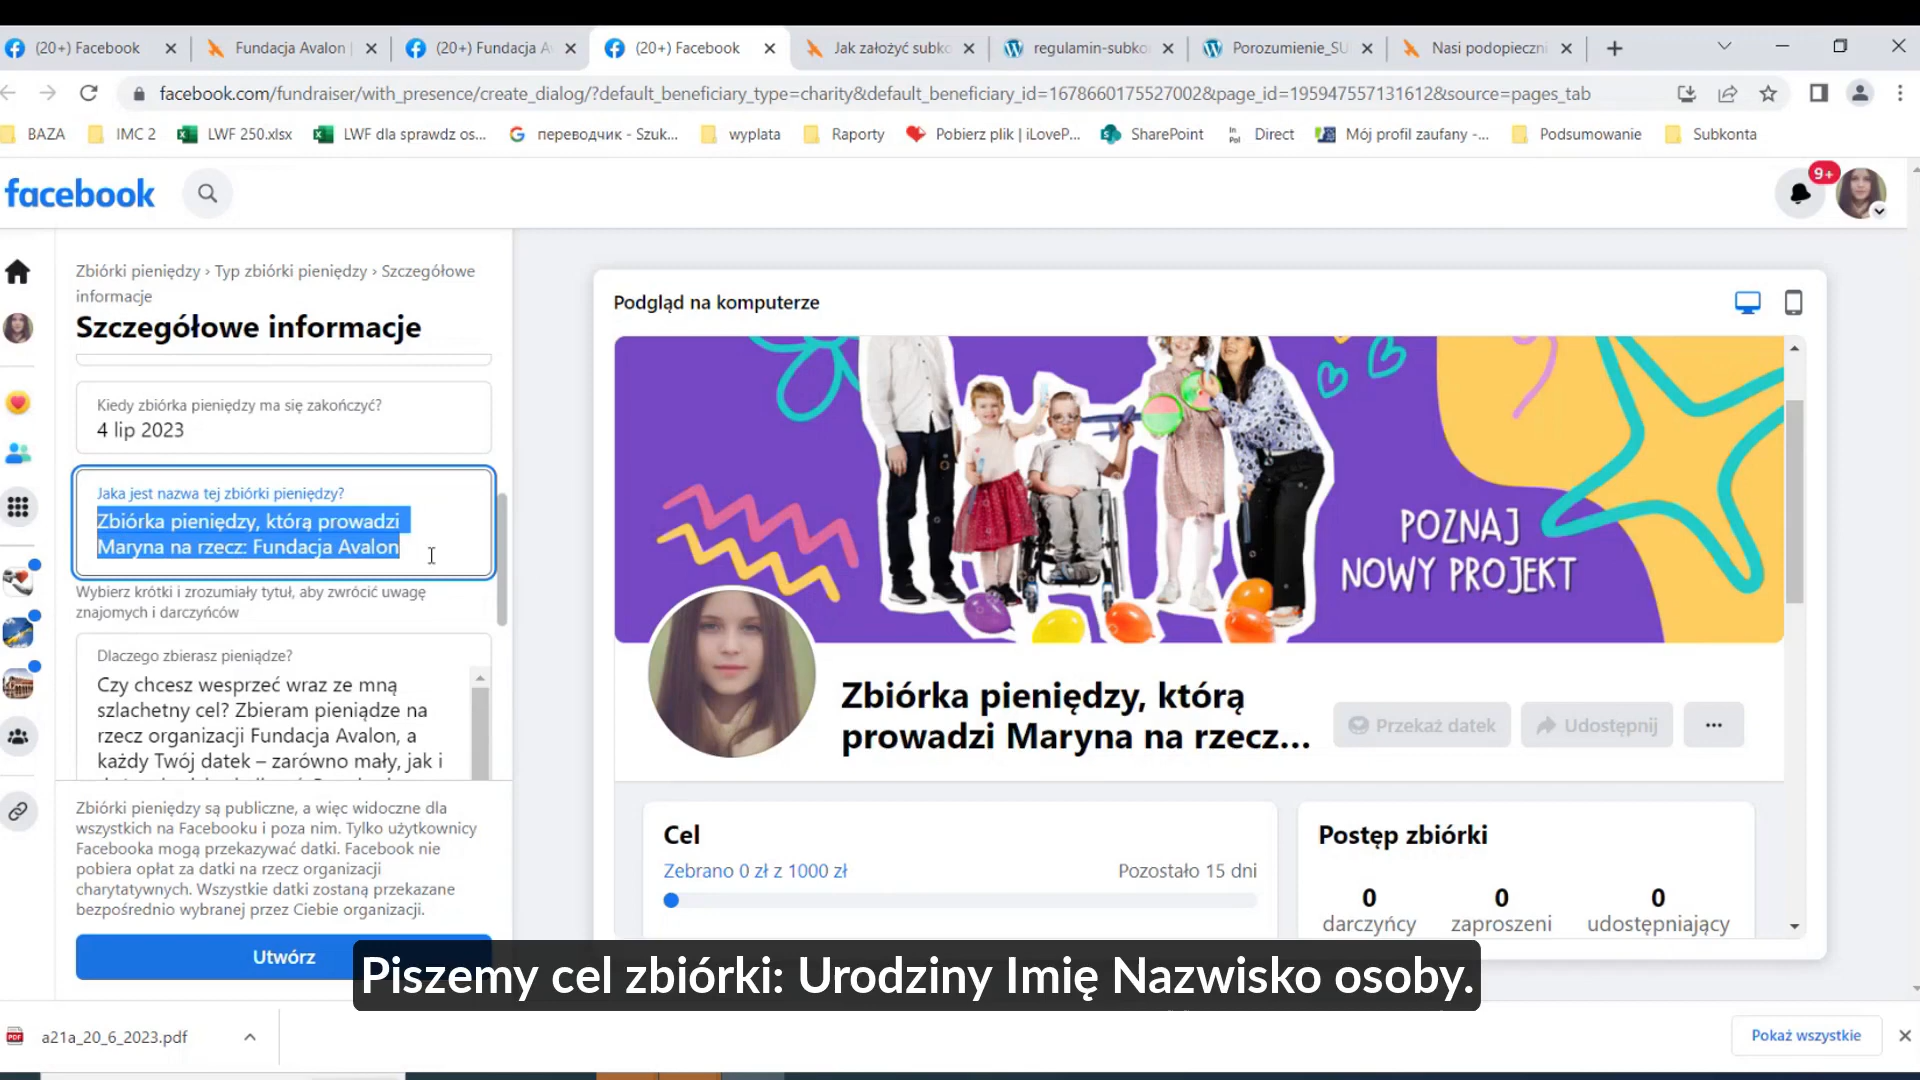 (20+) Facebook
Fundacja Avalon |
(20+) Fundacja A
(20+) Facebook
Jak założyć subko
regulamin-subko
Porozumienie_SU
Nasi podopieczni
facebook.com/fundraiser/with_presence/create_dialog/?default_beneficiary_type=charity&default_beneficiary_id=1678660175527002&page_id=195947557131612&source=pages_tab
BAZA
IMC 2
LWF 250.xlsx
LWF dla sprawdz os...
переводчик - Szuk...
wyplata
Raporty
Pobierz plik | iLoveP...
SharePoint
In Pol
Direct
Mój profil zaufany -...
Podsumowanie
Subkonta
facebook
9+
Zbiórki pieniędzy › Typ zbiórki pieniędzy › Szczegółowe
informacje
Szczegółowe informacje
Kiedy zbiórka pieniędzy ma się zakończyć?
4 lip 2023
Jaka jest nazwa tej zbiórki pieniędzy?
Zbiórka pieniędzy, którą prowadzi
Maryna na rzecz: Fundacja Avalon
Wybierz krótki i zrozumiały tytuł, aby zwrócić uwagę
znajomych i darczyńców
Dlaczego zbierasz pieniądze?
Czy chcesz wesprzeć wraz ze mną
szlachetny cel? Zbieram pieniądze na
rzecz organizacji Fundacja Avalon, a
każdy Twój datek – zarówno mały, jak i
Zbiórki pieniędzy są publiczne, a więc widoczne dla
wszystkich na Facebooku i poza nim. Tylko użytkownicy
Facebooka mogą przekazywać datki. Facebook nie
pobiera opłat za datki na rzecz organizacji
charytatywnych. Wszystkie datki zostaną przekazane
bezpośrednio wybranej przez Ciebie organizacji.
Utwórz
Podgląd na komputerze
POZNAJ
NOWY PROJEKT
Zbiórka pieniędzy, którą
prowadzi Maryna na rzecz...
Przekaż datek
Udostępnij
Cel
Zebrano 0 zł z 1000 zł
Pozostało 15 dni
Postęp zbiórki
0 0 0
darczyńcy zaproszeni udostępniający
Piszemy cel zbiórki: Urodziny Imię Nazwisko osoby.
PDF
a21a_20_6_2023.pdf
Pokaż wszystkie